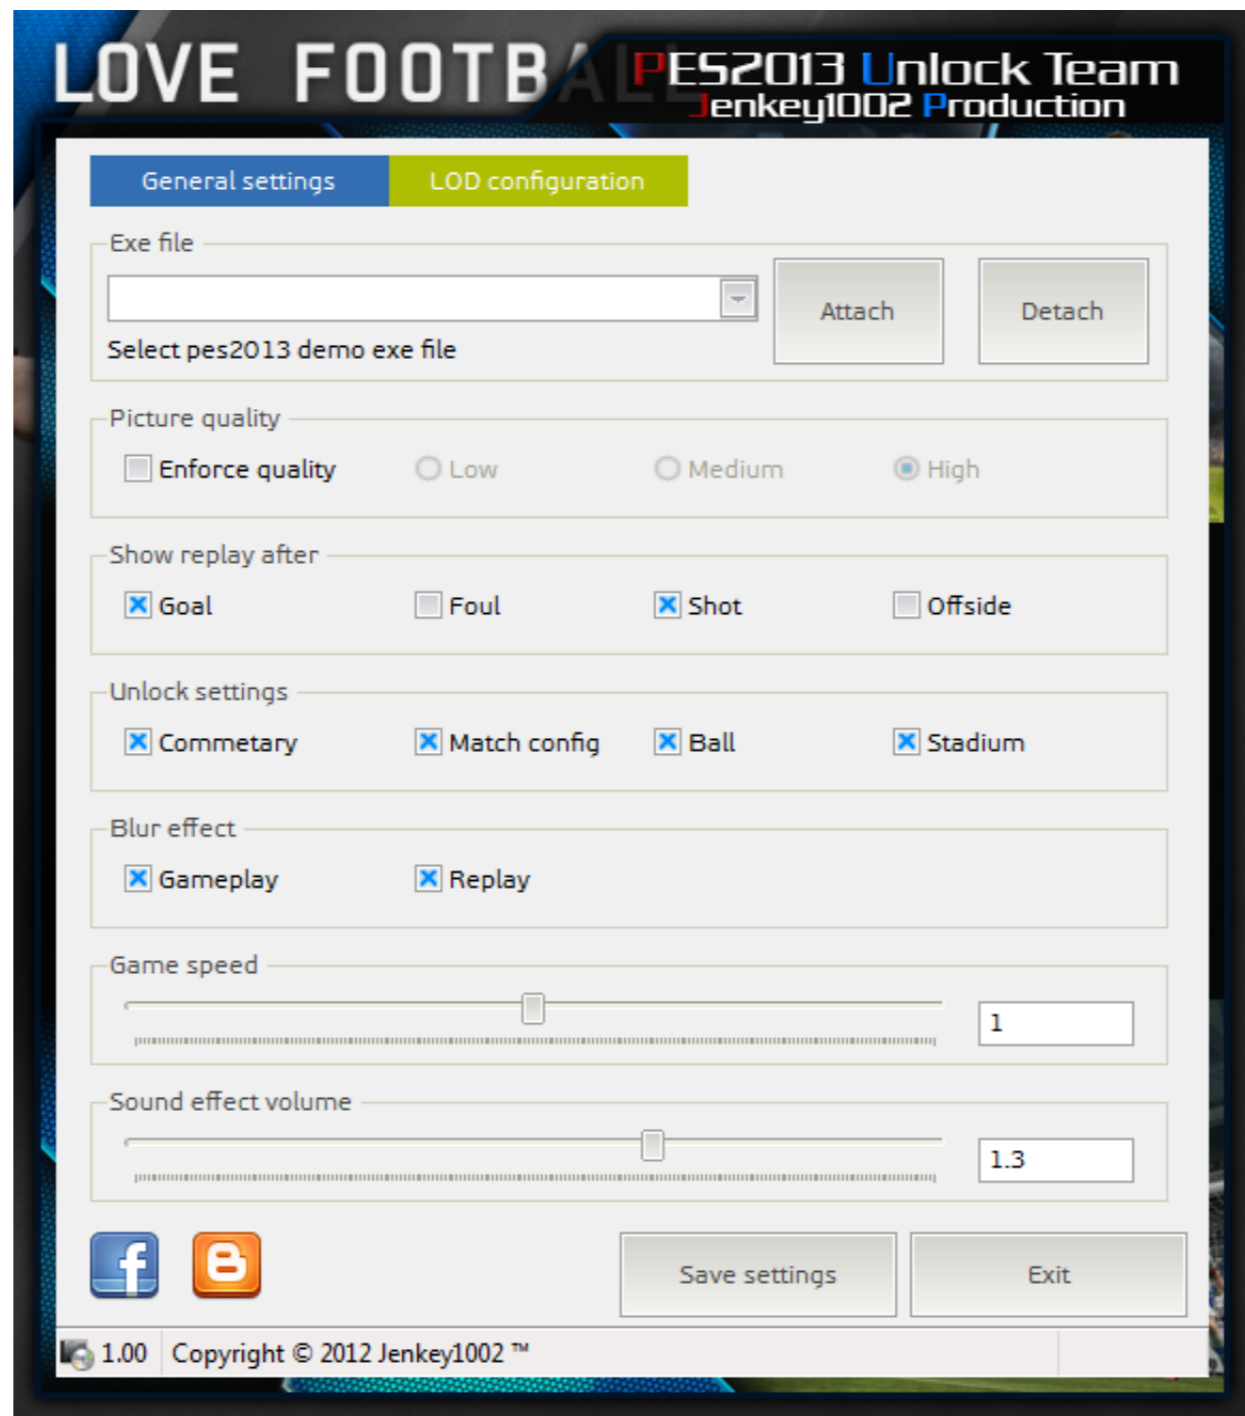 LOVE FOOTBALL
PES2013 Unlock Team
Jenkey1002 Production
General settings
LOD configuration
Exe file
Attach
Detach
Select pes2013 demo exe file
Picture quality
Enforce quality
Low
Medium
High
Show replay after
Goal
Foul
Shot
Offside
Unlock settings
Commetary
Match config
Ball
Stadium
Blur effect
Gameplay
Replay
Game speed
1
Sound effect volume
1.3
Save settings
Exit
1.00
Copyright © 2012 Jenkey1002 ™